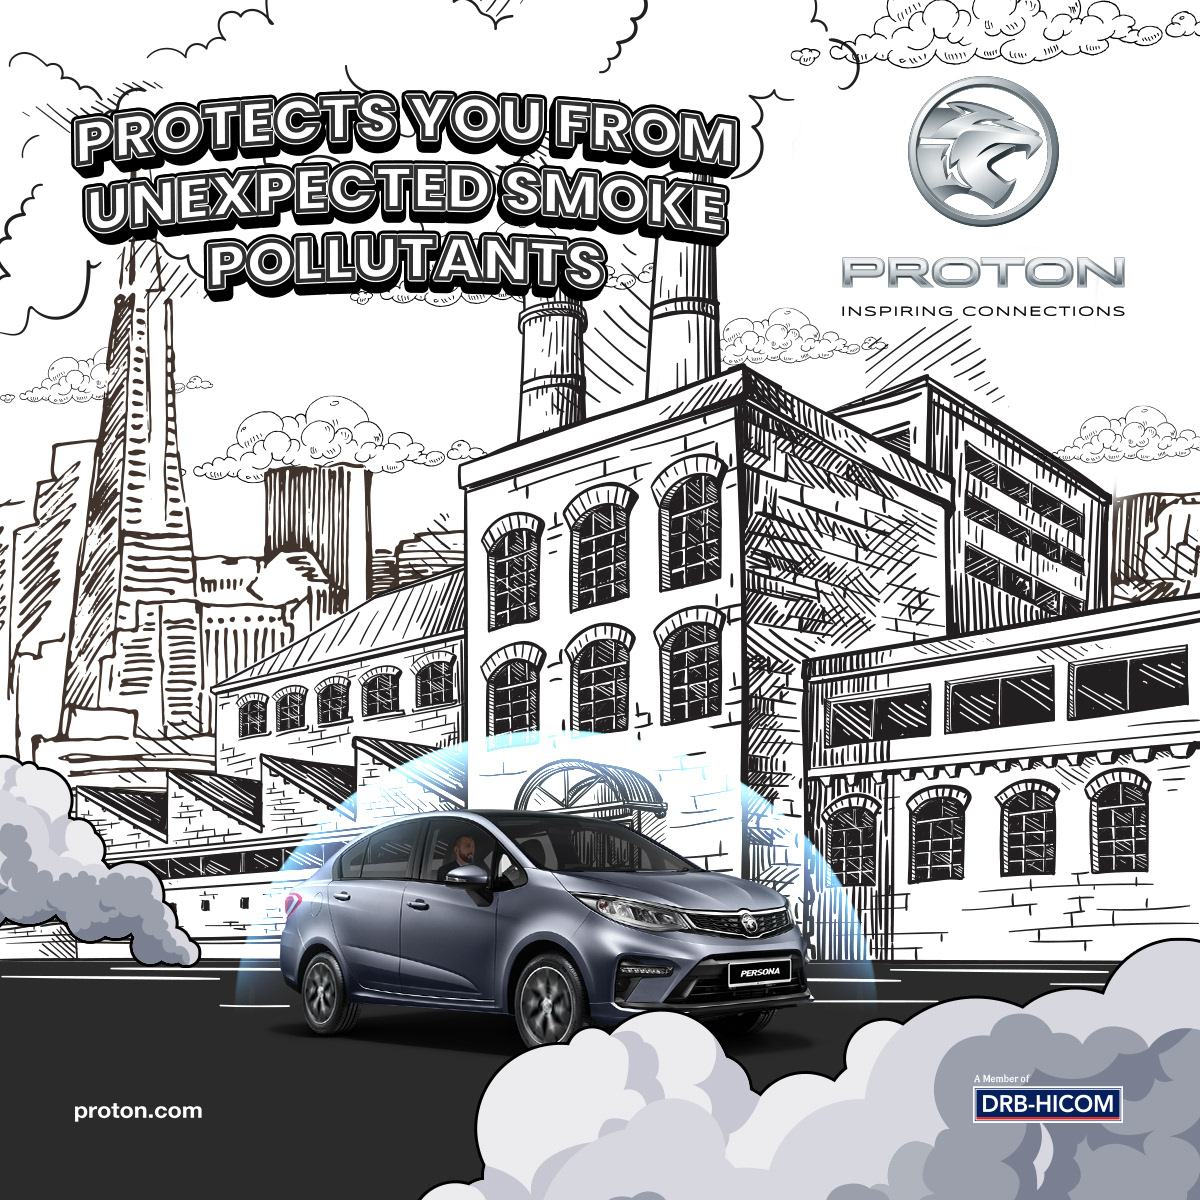 PROTECTS YOU FROM
UNEXPECTED SMOKE
POLLUTANTS
PROTON
INSPIRING CONNECTIONS
PERSONA
proton.com
A Member of
DRB-HICOM